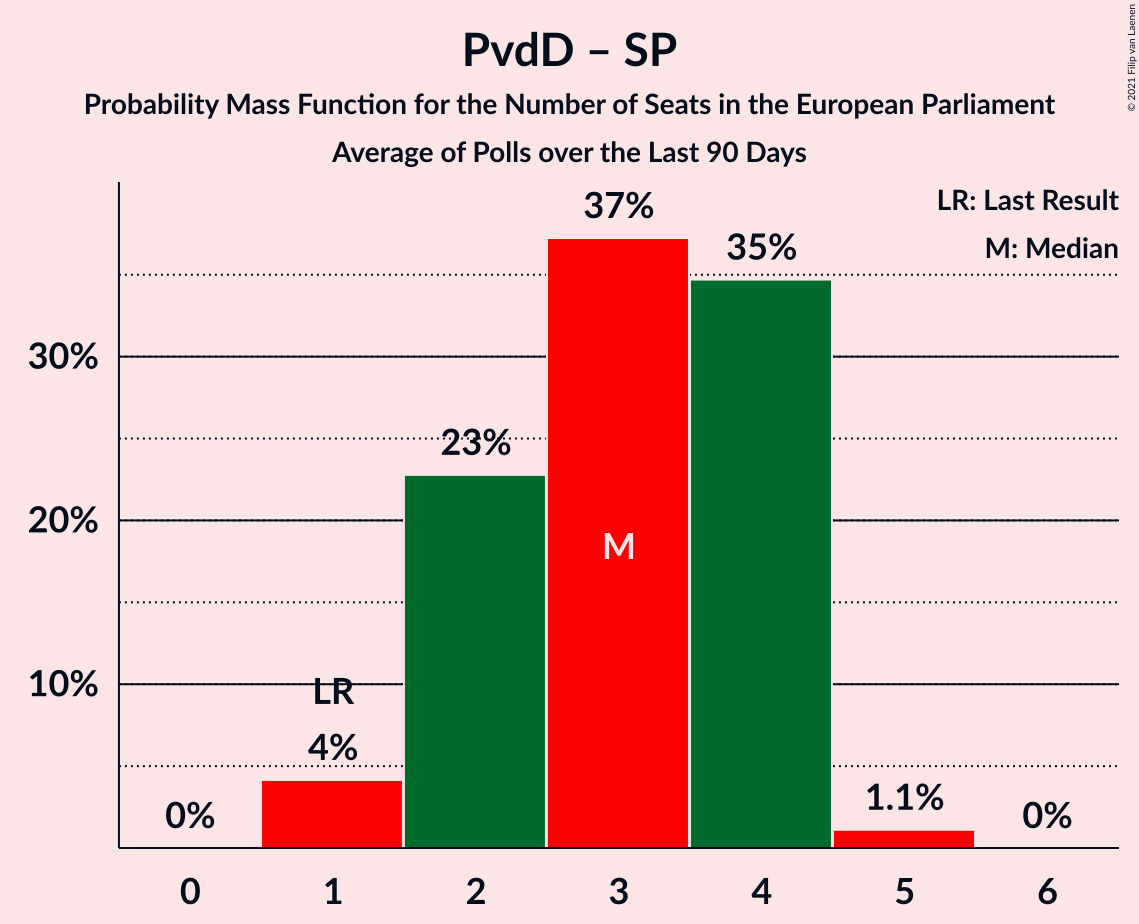 PvdD – SP
Probability Mass Function for the Number of Seats in the European Parliament
Average of Polls over the Last 90 Days
© 2021 Filip van Laenen
LR: Last Result
M: Median
37%
35%
30%
23%
20%
M
10%
LR
4%
1.1%
0%
0%
0 1 2 3 4 5 6